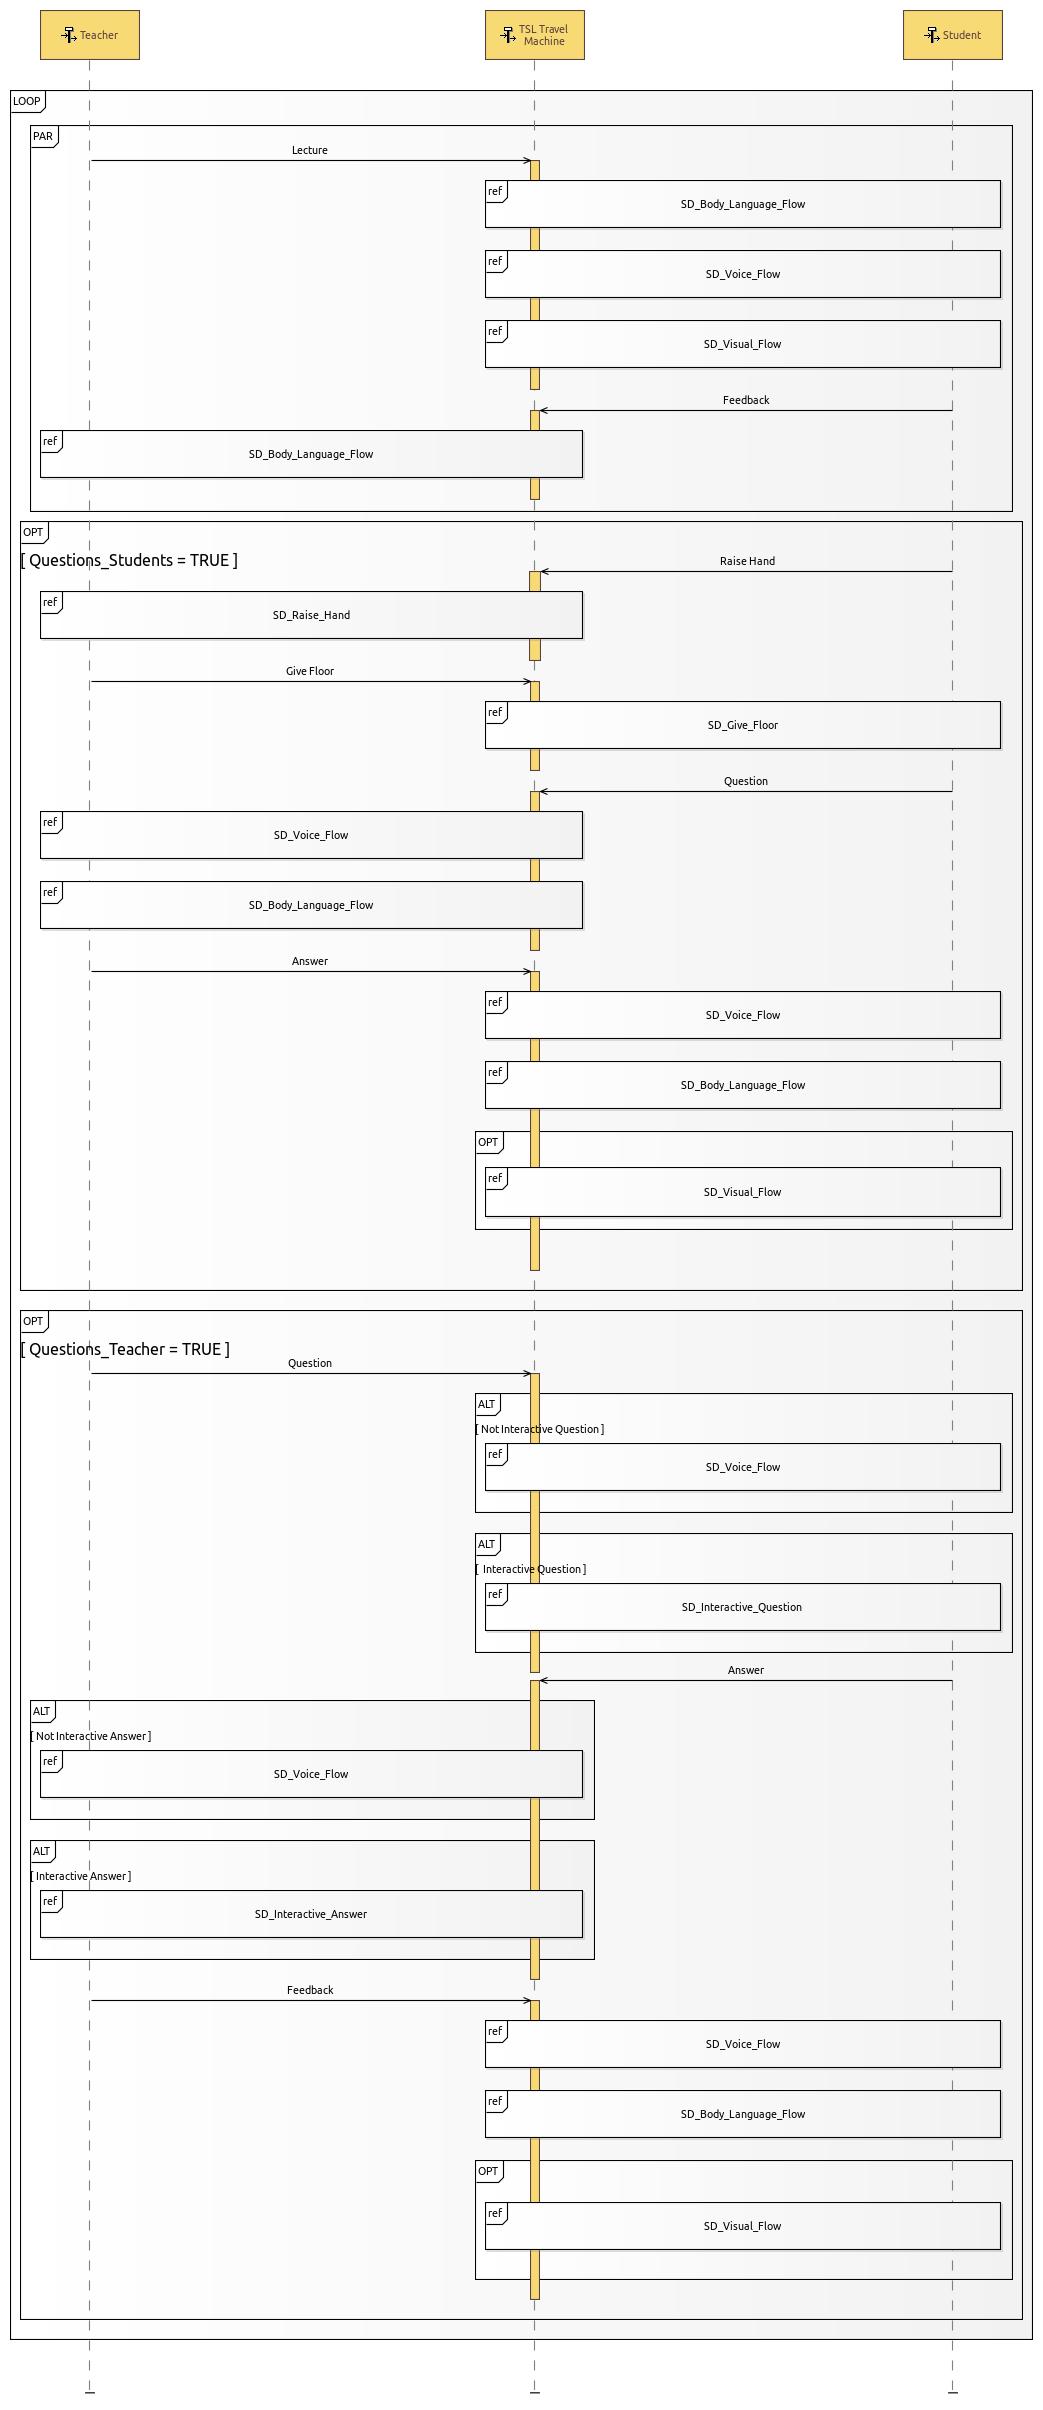 Teacher
TSL Travel
Machine
Student
LOOP
PAR
Lecture
ref
SD_Body_Language_Flow
ref
SD_Voice_Flow
ref
SD_Visual_Flow
Feedback
ref
SD_Body_Language_Flow
OPT
[ Questions_Students = TRUE ]
Raise Hand
ref
SD_Raise_Hand
Give Floor
ref
SD_Give_Floor
Question
ref
SD_Voice_Flow
ref
SD_Body_Language_Flow
Answer
ref
SD_Voice_Flow
ref
SD_Body_Language_Flow
OPT
ref
SD_Visual_Flow
OPT
[ Questions_Teacher = TRUE ]
Question
ALT
[ Not Interactive Question ]
ref
SD_Voice_Flow
ALT
[ Interactive Question ]
ref
SD_Interactive_Question
Answer
ALT
[ Not Interactive Answer ]
ref
SD_Voice_Flow
ALT
[ Interactive Answer ]
ref
SD_Interactive_Answer
Feedback
ref
SD_Voice_Flow
ref
SD_Body_Language_Flow
OPT
ref
SD_Visual_Flow